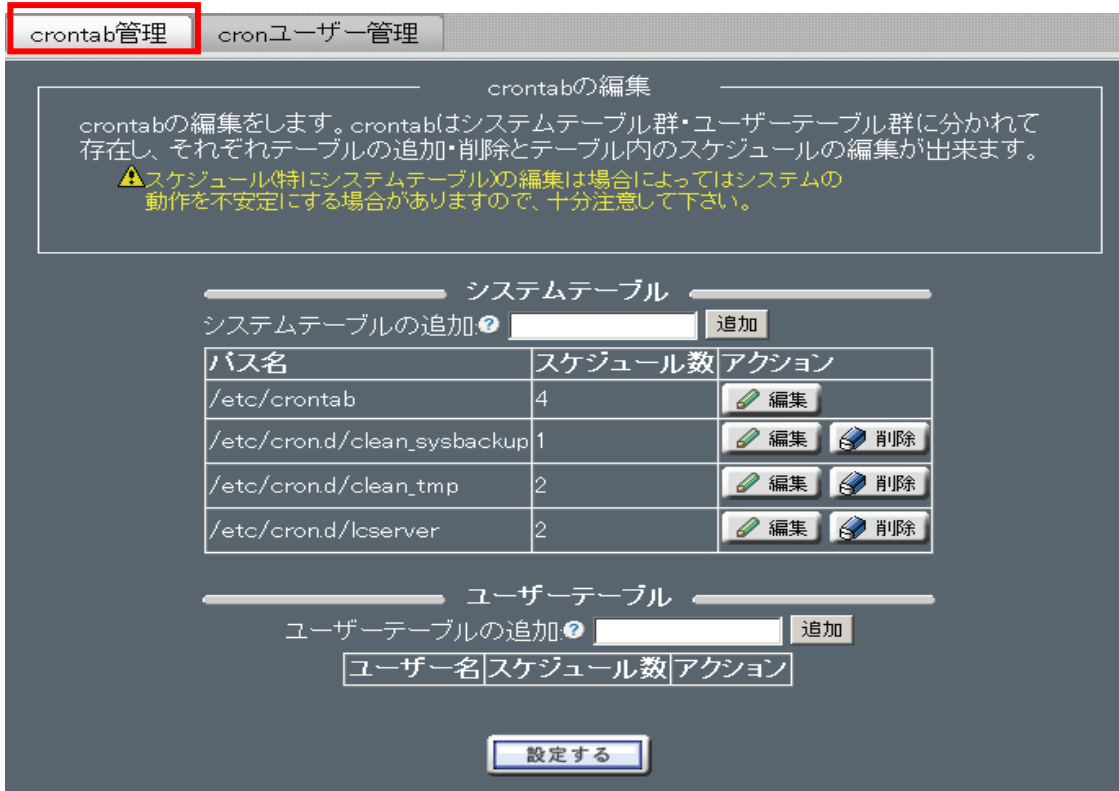 crontab管理 cronユーザー管理
crontabの編集
crontabの編集をします。crontabはシステムテーブル群・ユーザーテーブル群に分かれて
存在し、それぞれテーブルの追加・削除とテーブル内のスケジュールの編集が出来ます。
スケジュール(特にシステムテーブル)の編集は場合によってはシステムの
動作を不安定にする場合がありますので、十分注意して下さい。
システムテーブル
システムテーブルの追加:? 追加
パス名 スケジュール数 アクション
/etc/crontab 4 編集
/etc/cron.d/clean_sysbackup 1 編集 削除
/etc/cron.d/clean_tmp 2 編集 削除
/etc/cron.d/lcserver 2 編集 削除
ユーザーテーブル
ユーザーテーブルの追加:? 追加
ユーザー名 スケジュール数 アクション
設定する